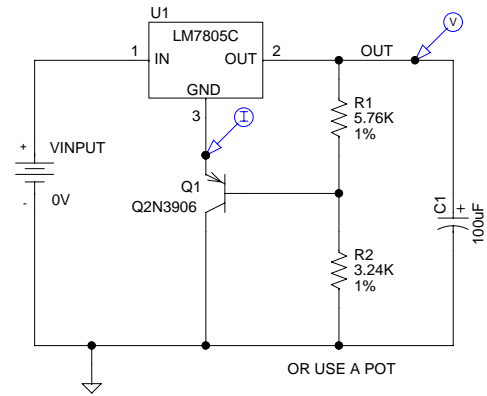 U1
LM7805C
1
IN
OUT
2
GND
3
OUT
V
I
R1
5.76K
1%
+
VINPUT
-
0V
Q1
Q2N3906
R2
3.24K
1%
C1
+
100uF
OR USE A POT